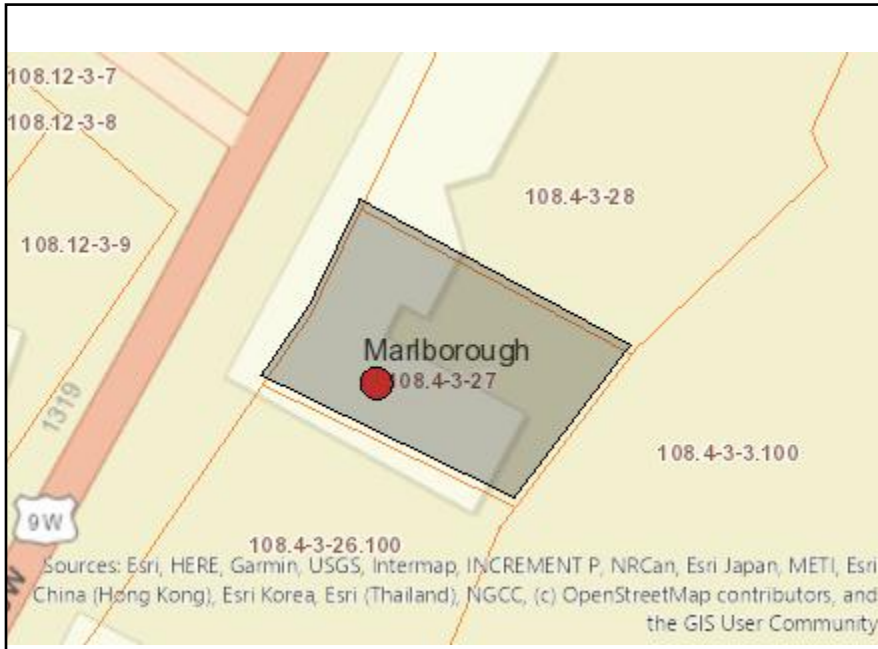 108.12-3-7
108.12-3-8
108.4-3-28
108.12-3-9
Marlborough
108.4-3-27
1319
108.4-3-3.100
9W
108.4-3-26.100
Sources: Esri, HERE, Garmin, USGS, Intermap, INCREMENT P, NRCan, Esri Japan, METI, Esri
China (Hong Kong), Esri Korea, Esri (Thailand), NGCC, (c) OpenStreetMap contributors, and
the GIS User Community